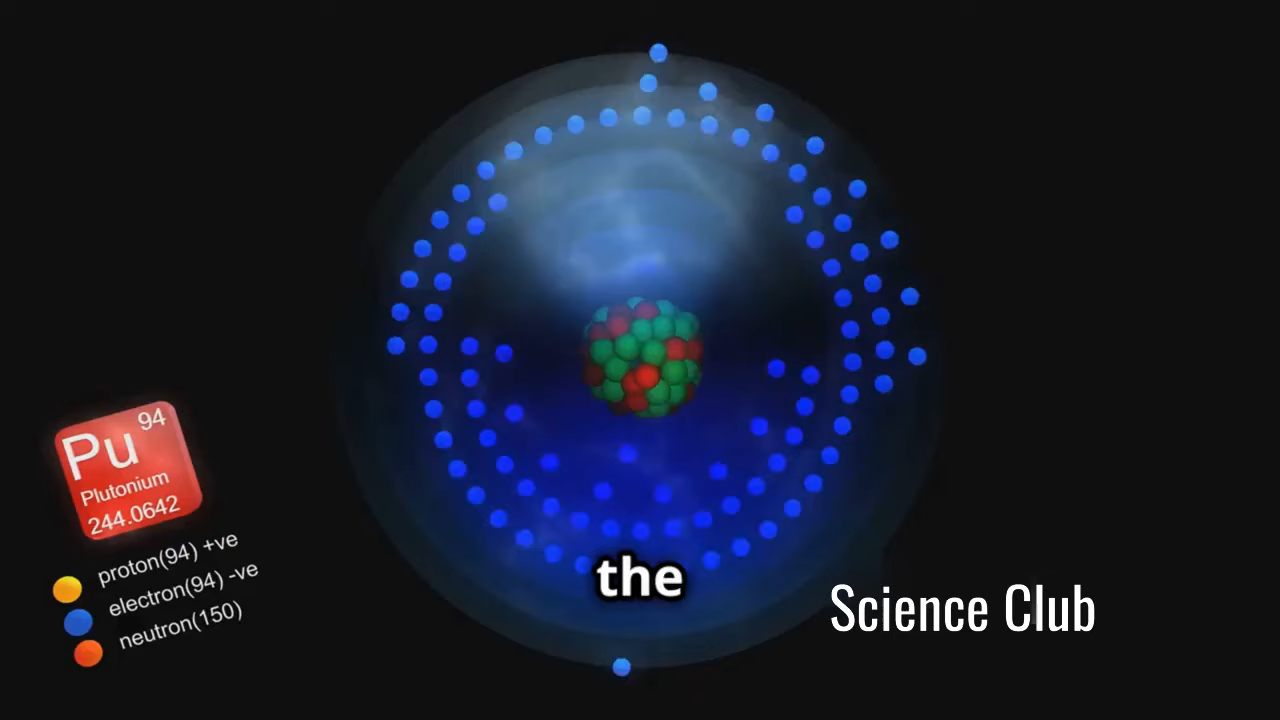 94
Pu
Plutonium
244.0642
proton(94) +ve
electron(94) -ve
neutron(150)
the
Science Club